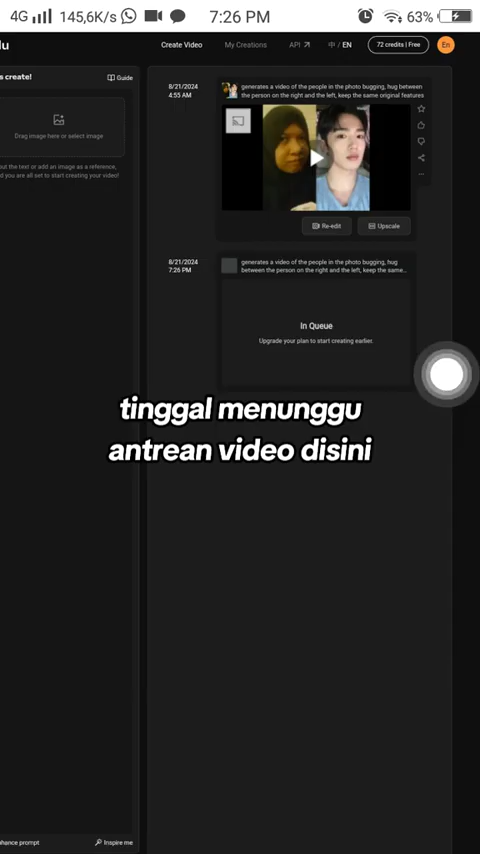 4G 145,6K/s 7:26 PM 63%
lu Create Video My Creations API 中 / EN 72 credits | Free En
s create! Guide
Drag image here or select image
out the text or add an image as a reference,
d you are all set to start creating your video!
8/21/2024
4:55 AM
generates a video of the people in the photo bugging, hug between
the person on the right and the left, keep the same original features
Re-edit Upscale
8/21/2024
7:26 PM
generates a video of the people in the photo bugging, hug
between the person on the right and the left, keep the same...
In Queue
Upgrade your plan to start creating earlier.
tinggal menunggu
antrean video disini
hance prompt Inspire me